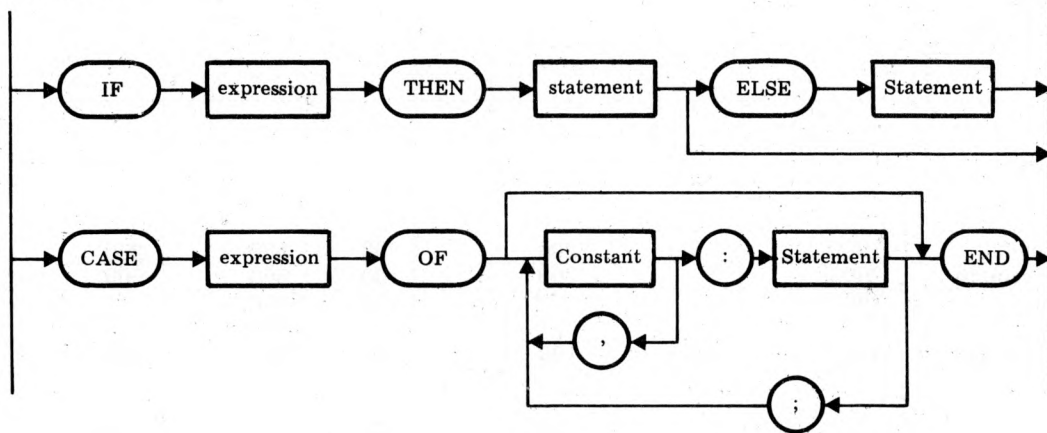 IF expression THEN statement ELSE Statement
CASE expression OF Constant : Statement END
,
;